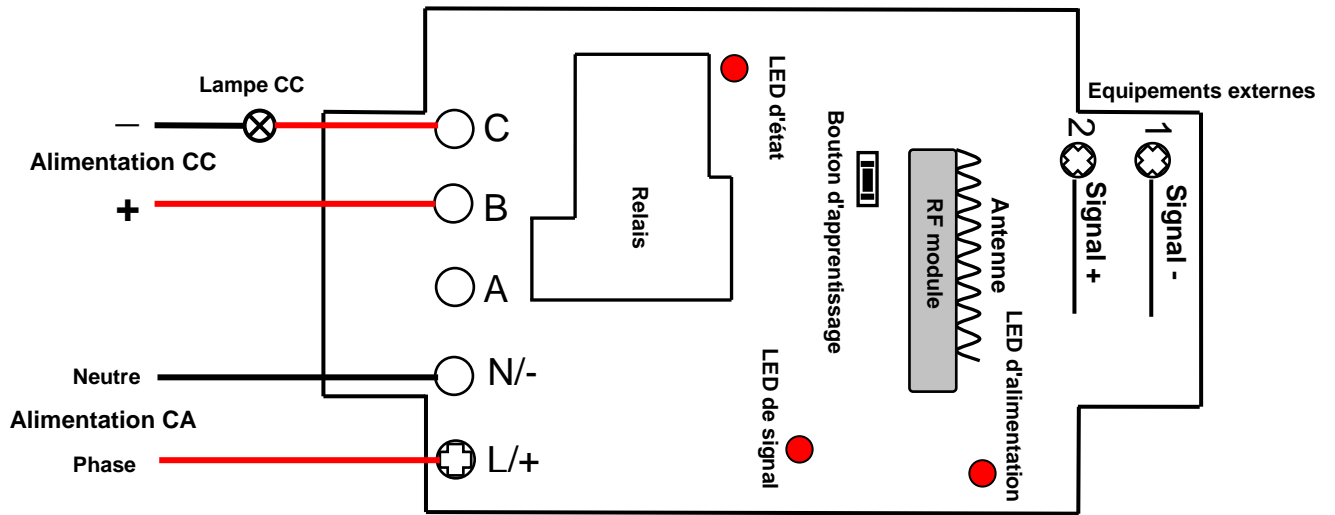 Lampe CC
—
Alimentation CC
+
C
B
A
Neutre
N/-
Alimentation CA
Phase
L/+
Relais
LED d'état
Bouton d'apprentissage
RF module
Antenne
LED de signal
LED d'alimentation
Equipements externes
2
1
Signal +
Signal -